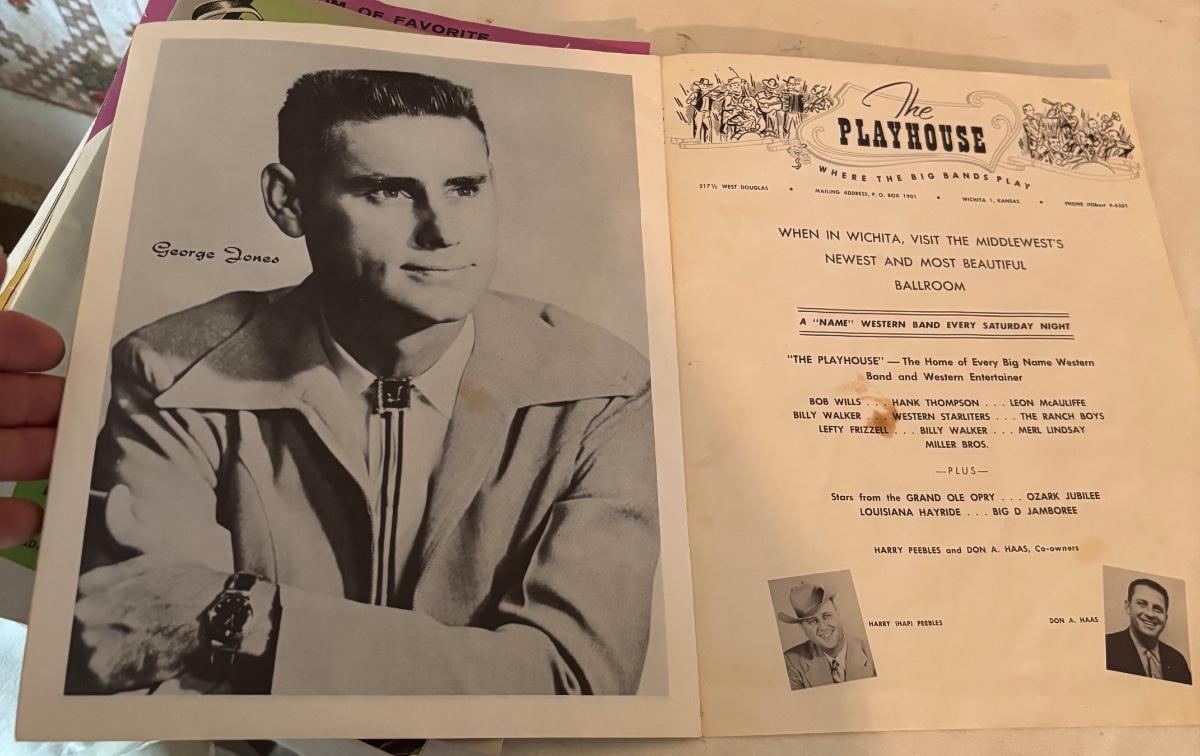 M OF FAVORITE
George Jones
The
PLAYHOUSE
WHERE THE BIG BANDS PLAY
217½ WEST DOUGLAS • MAILING ADDRESS, P.O. BOX 1901 • WICHITA 1, KANSAS • PHONE HObart 4-6581
WHEN IN WICHITA, VISIT THE MIDDLEWEST'S
NEWEST AND MOST BEAUTIFUL
BALLROOM
A "NAME" WESTERN BAND EVERY SATURDAY NIGHT
"THE PLAYHOUSE" — The Home of Every Big Name Western
Band and Western Entertainer
BOB WILLS . . . HANK THOMPSON . . . LEON McAULIFFE
BILLY WALKER . . . WESTERN STARLITERS . . . THE RANCH BOYS
LEFTY FRIZZELL . . . BILLY WALKER . . . MERL LINDSAY
MILLER BROS.
—PLUS—
Stars from the GRAND OLE OPRY . . . OZARK JUBILEE
LOUISIANA HAYRIDE . . . BIG D JAMBOREE
HARRY PEEBLES and DON A. HAAS, Co-owners
HARRY (HAP) PEEBLES
DON A. HAAS